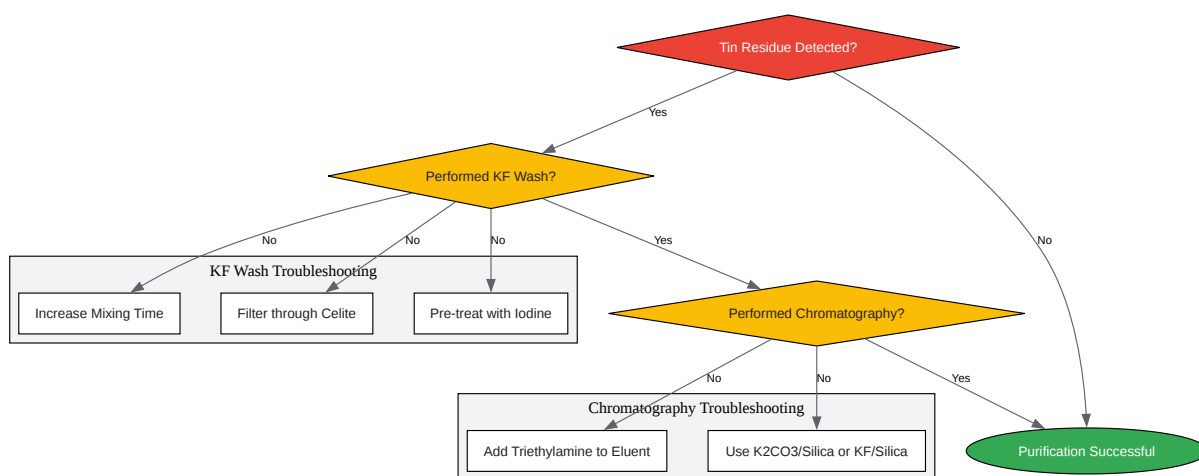 Tin Residue Detected?
Yes
Performed KF Wash?
No
No
No
No
Yes
KF Wash Troubleshooting
Increase Mixing Time
Filter through Celite
Pre-treat with Iodine
Performed Chromatography?
No
No
Yes
Chromatography Troubleshooting
Add Triethylamine to Eluent
Use K2CO3/Silica or KF/Silica
Purification Successful